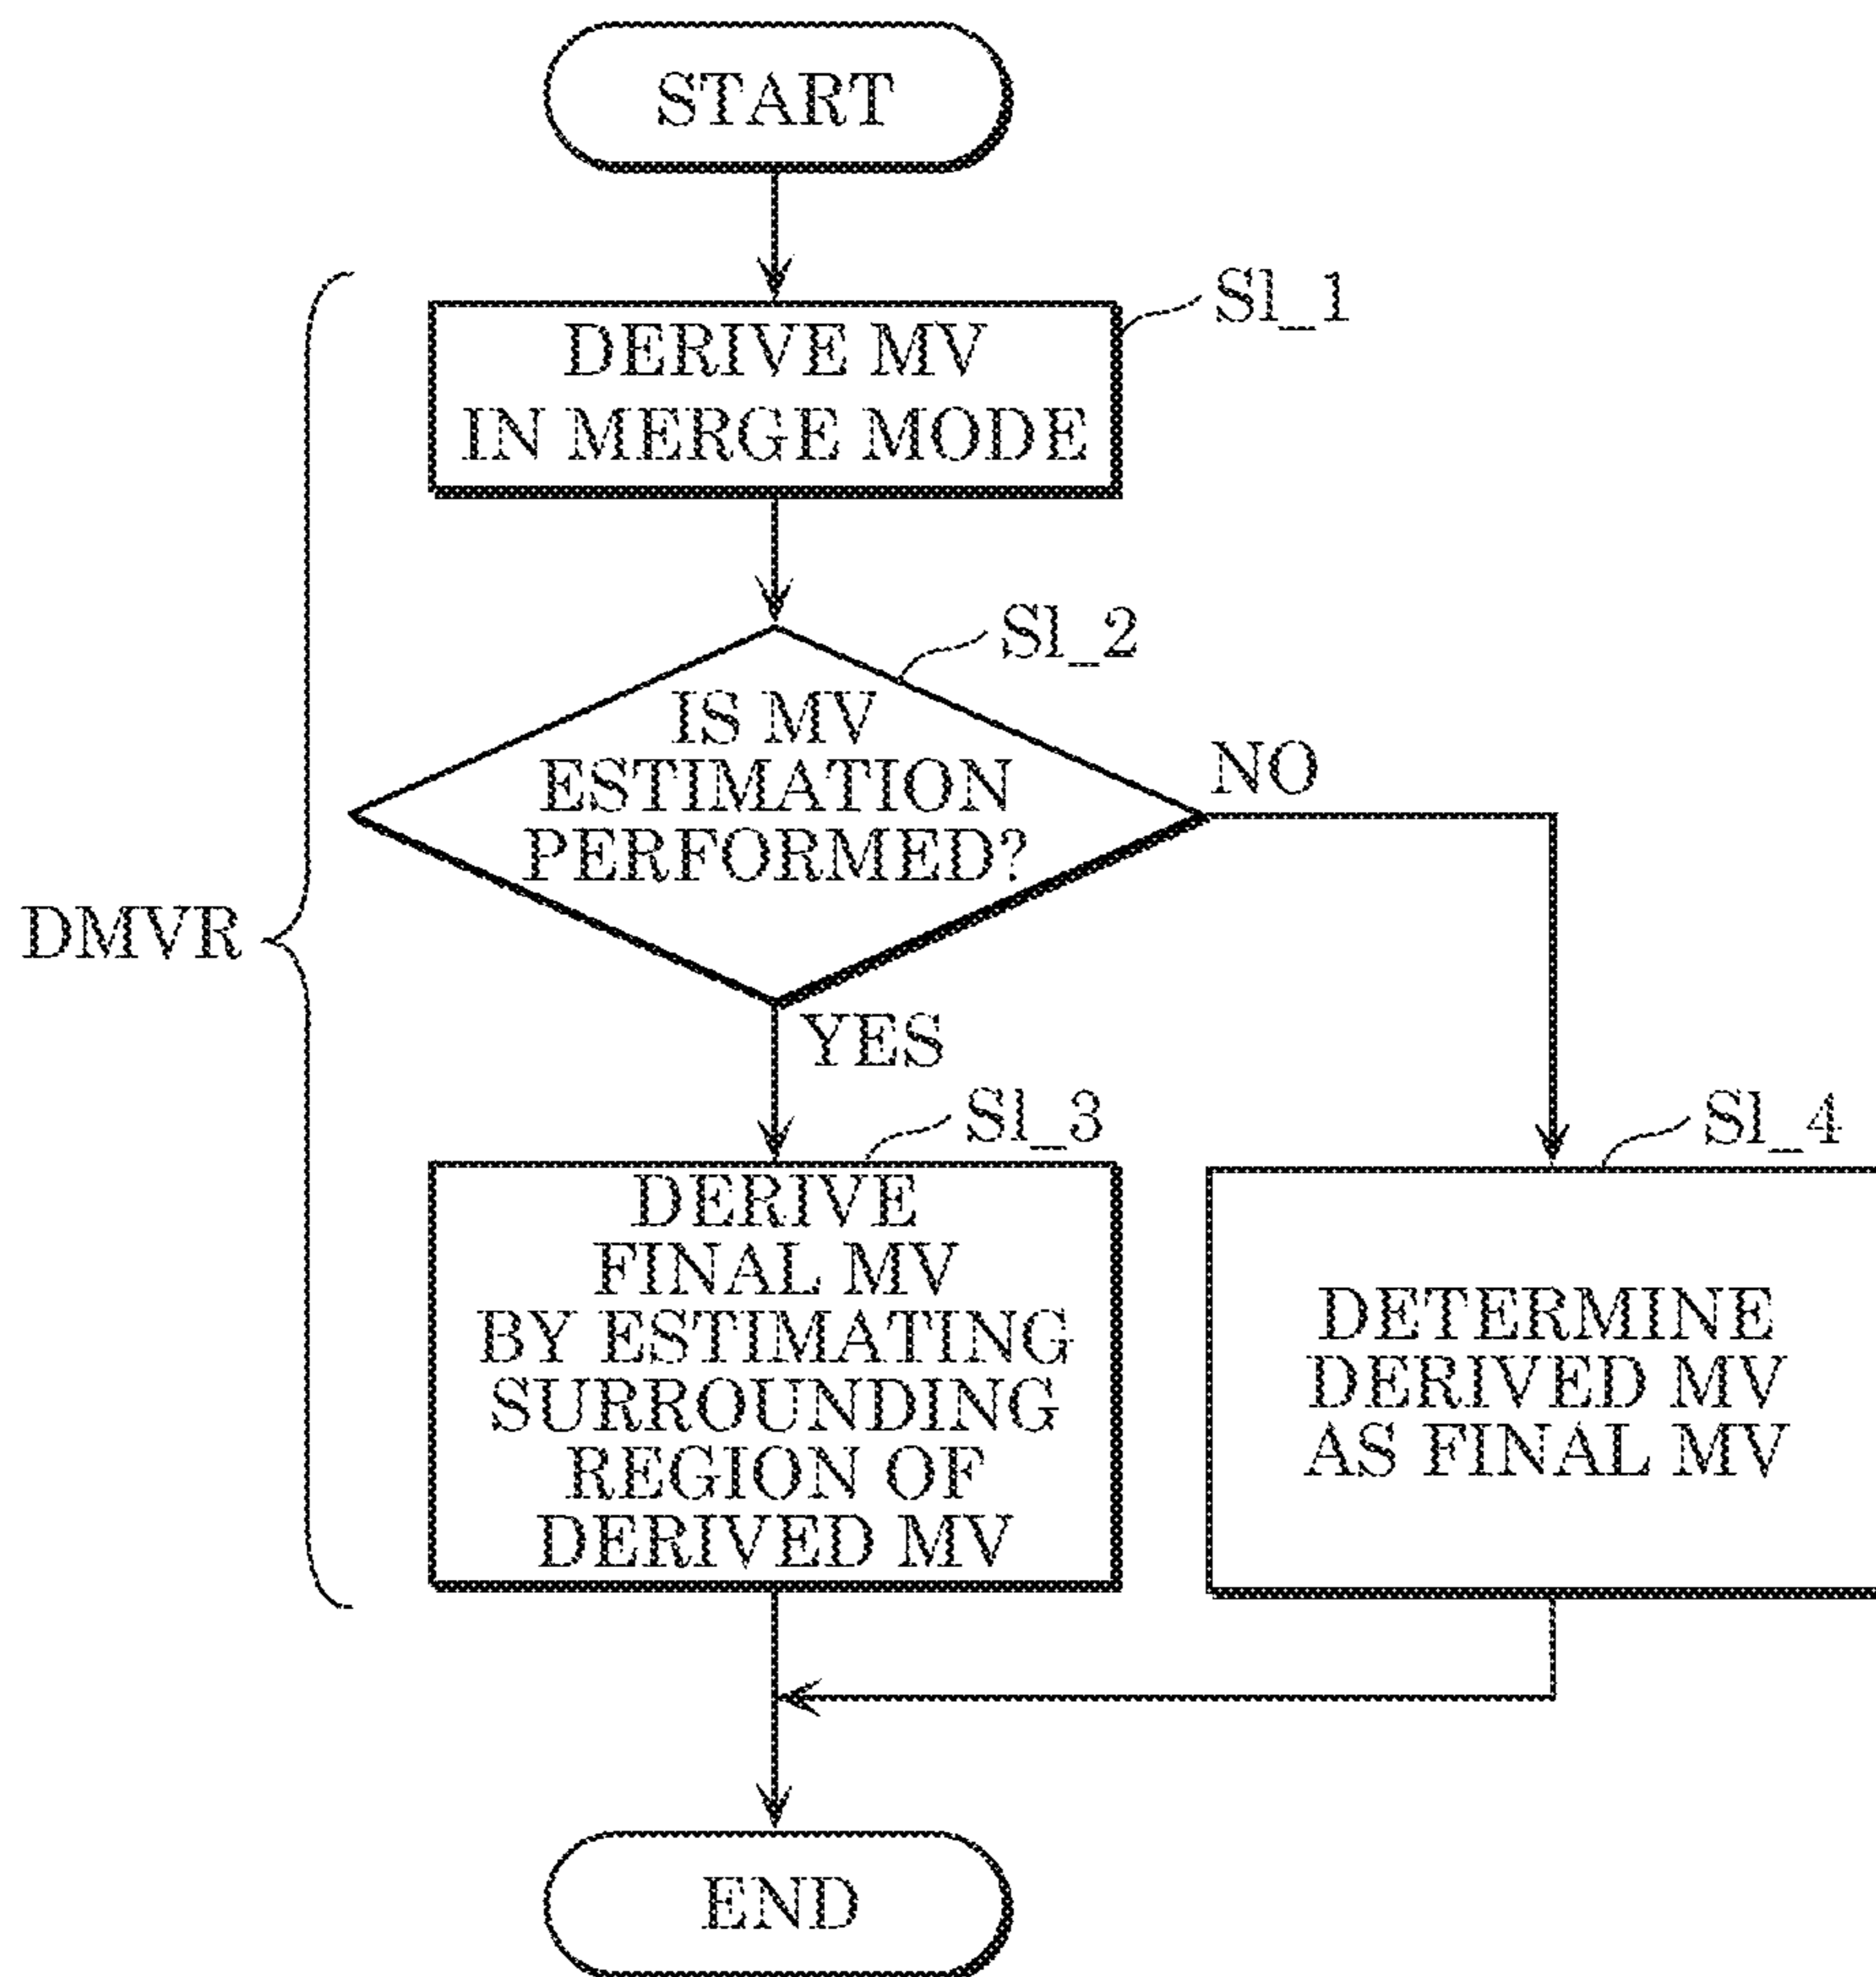 START
Sl_1
DERIVE MV
IN MERGE MODE
Sl_2
IS MV
ESTIMATION
PERFORMED?
NO
DMVR
YES
Sl_3
DERIVE
FINAL MV
BY ESTIMATING
SURROUNDING
REGION OF
DERIVED MV
Sl_4
DETERMINE
DERIVED MV
AS FINAL MV
END